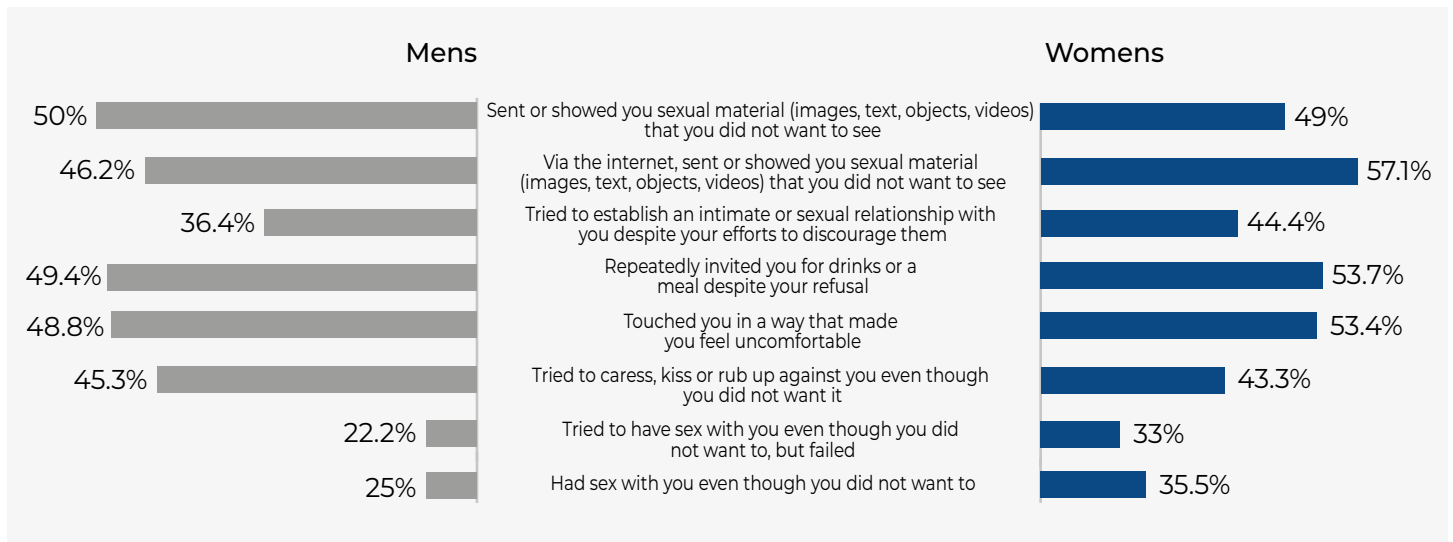 Mens
Womens
50%
Sent or showed you sexual material (images, text, objects, videos)
that you did not want to see
49%
46.2%
Via the internet, sent or showed you sexual material
(images, text, objects, videos) that you did not want to see
57.1%
36.4%
Tried to establish an intimate or sexual relationship with
you despite your efforts to discourage them
44.4%
49.4%
Repeatedly invited you for drinks or a
meal despite your refusal
53.7%
48.8%
Touched you in a way that made
you feel uncomfortable
53.4%
45.3%
Tried to caress, kiss or rub up against you even though
you did not want it
43.3%
22.2%
Tried to have sex with you even though you did
not want to, but failed
33%
25%
Had sex with you even though you did not want to
35.5%